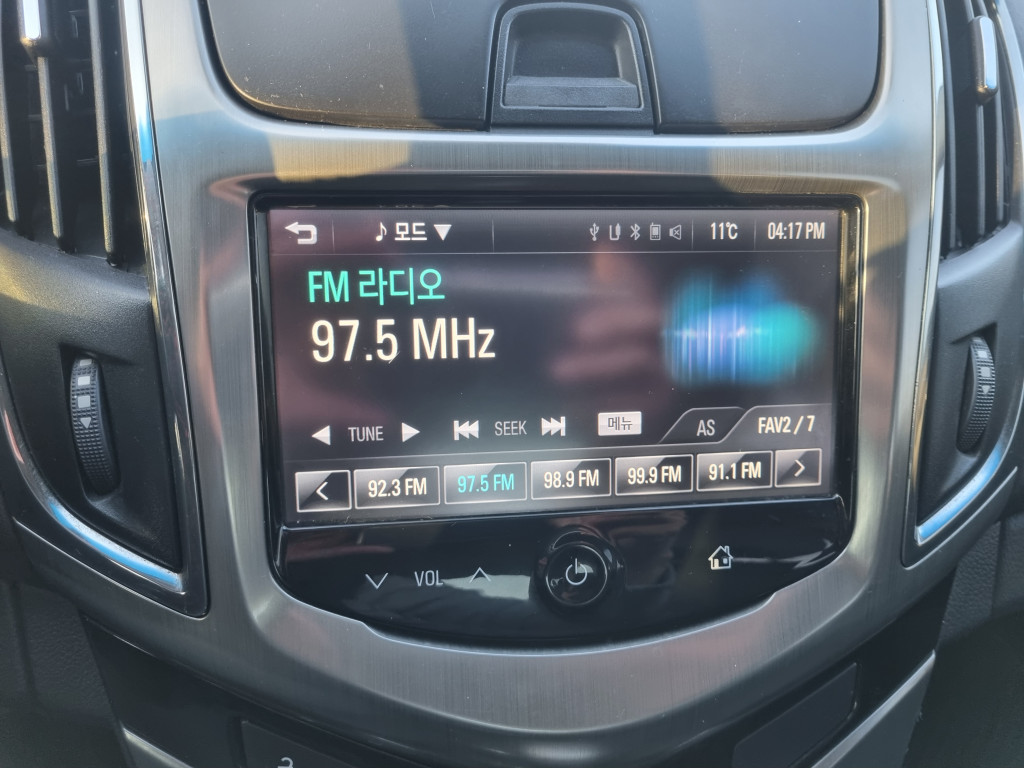 모드 11℃ 04:17 PM
FM 라디오
97.5 MHz
TUNE SEEK 메뉴 AS FAV2 / 7
92.3 FM 97.5 FM 98.9 FM 99.9 FM 91.1 FM
VOL